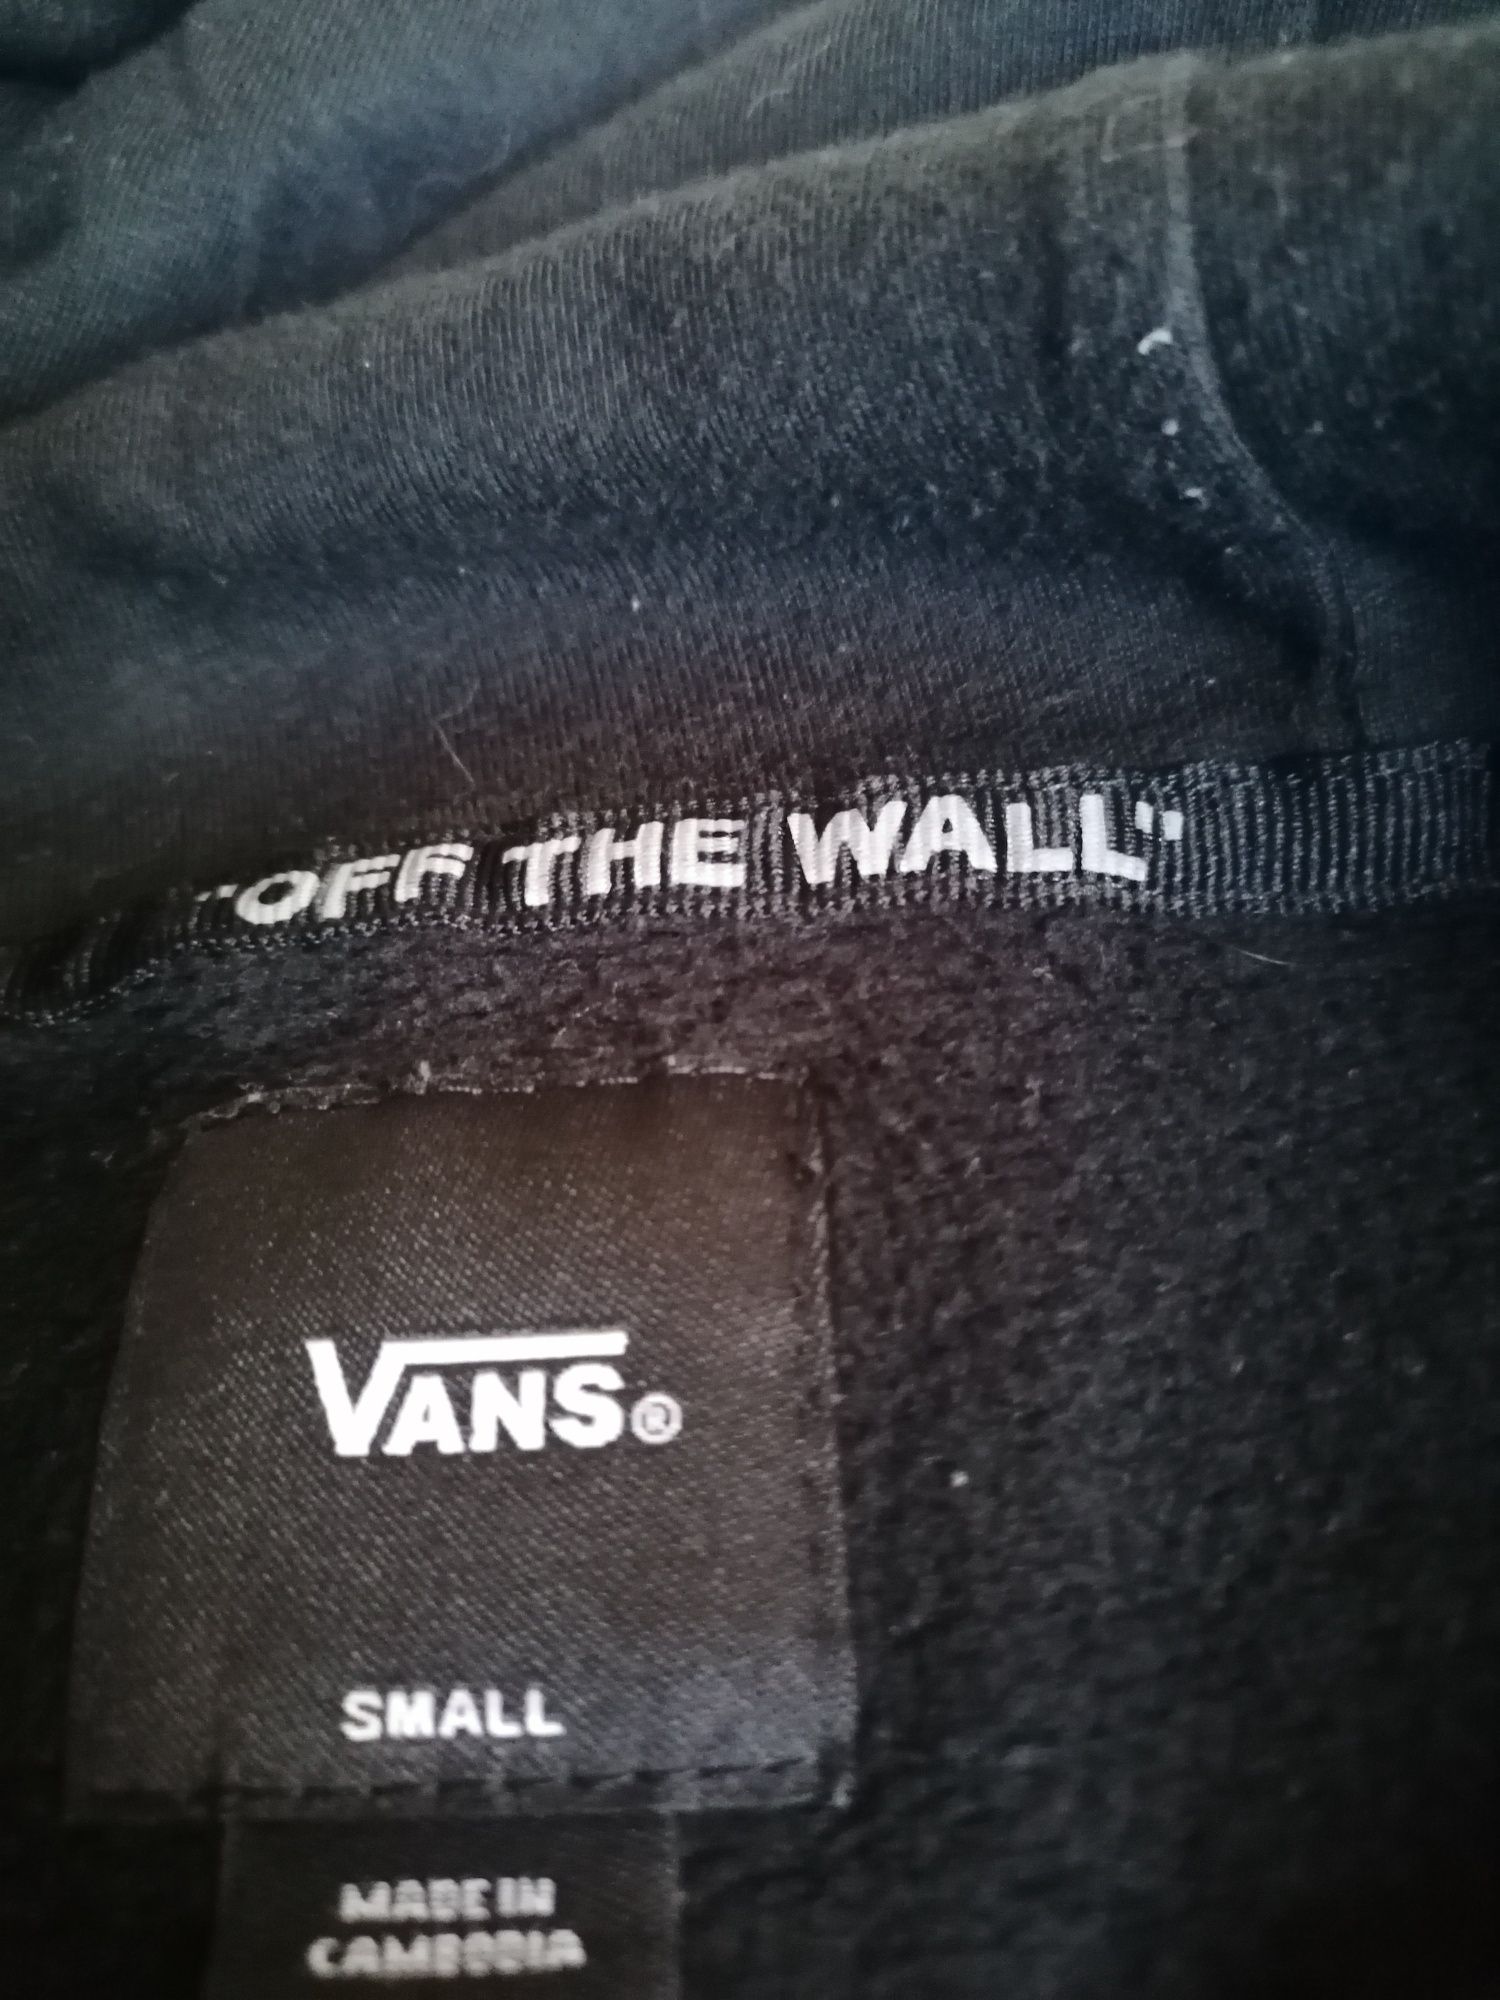 "OFF THE WALL"
VANS®
SMALL
MADE IN
CAMBODIA